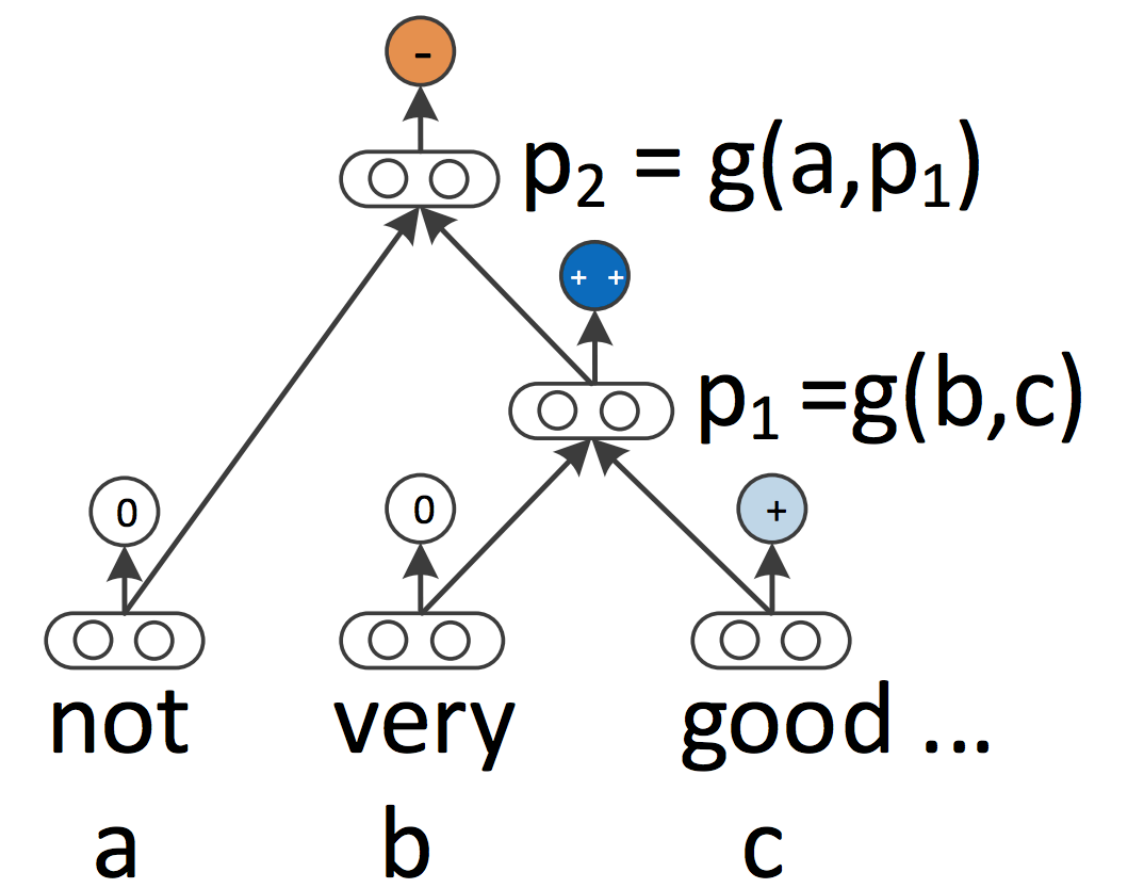 -
p₂ = g(a,p₁)
+ +
p₁ =g(b,c)
0 0 +
not very good ...
a b c